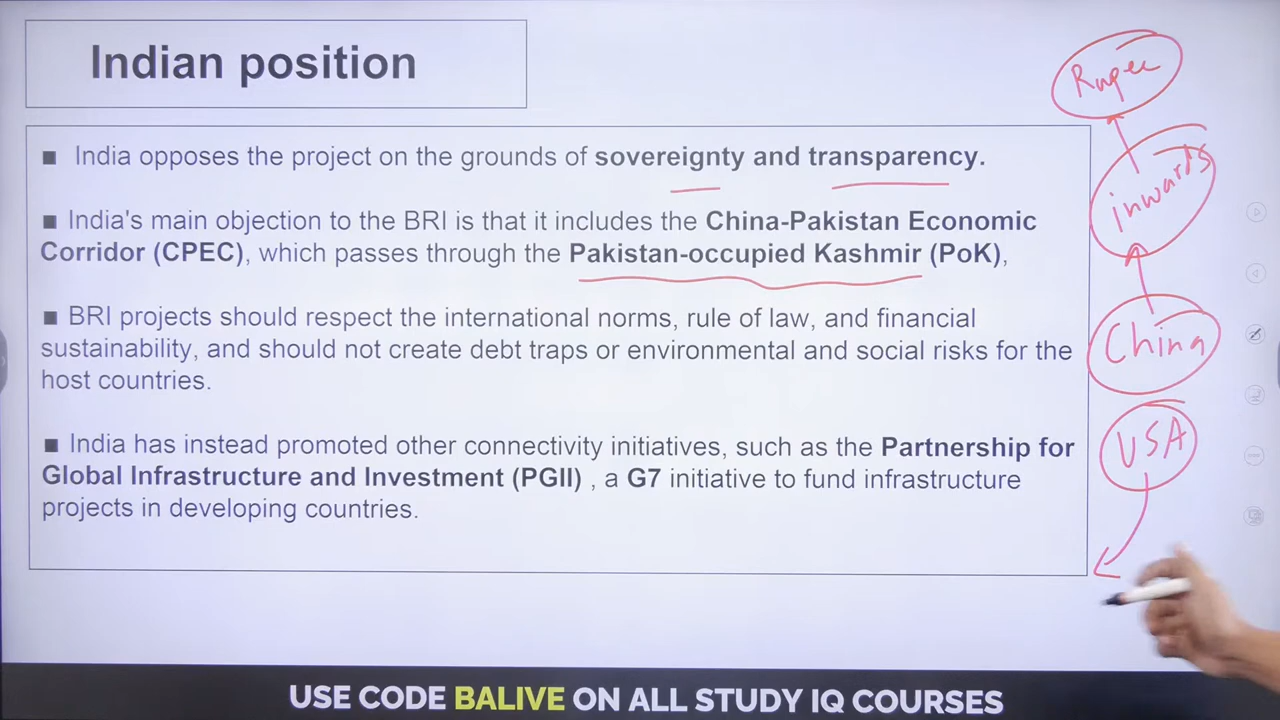 Indian position
■ India opposes the project on the grounds of sovereignty and transparency.
■ India's main objection to the BRI is that it includes the China-Pakistan Economic
Corridor (CPEC), which passes through the Pakistan-occupied Kashmir (PoK),
■ BRI projects should respect the international norms, rule of law, and financial
sustainability, and should not create debt traps or environmental and social risks for the
host countries.
■ India has instead promoted other connectivity initiatives, such as the Partnership for
Global Infrastructure and Investment (PGII) , a G7 initiative to fund infrastructure
projects in developing countries.
Rupee
inwards
China
USA
USE CODE BALIVE ON ALL STUDY IQ COURSES